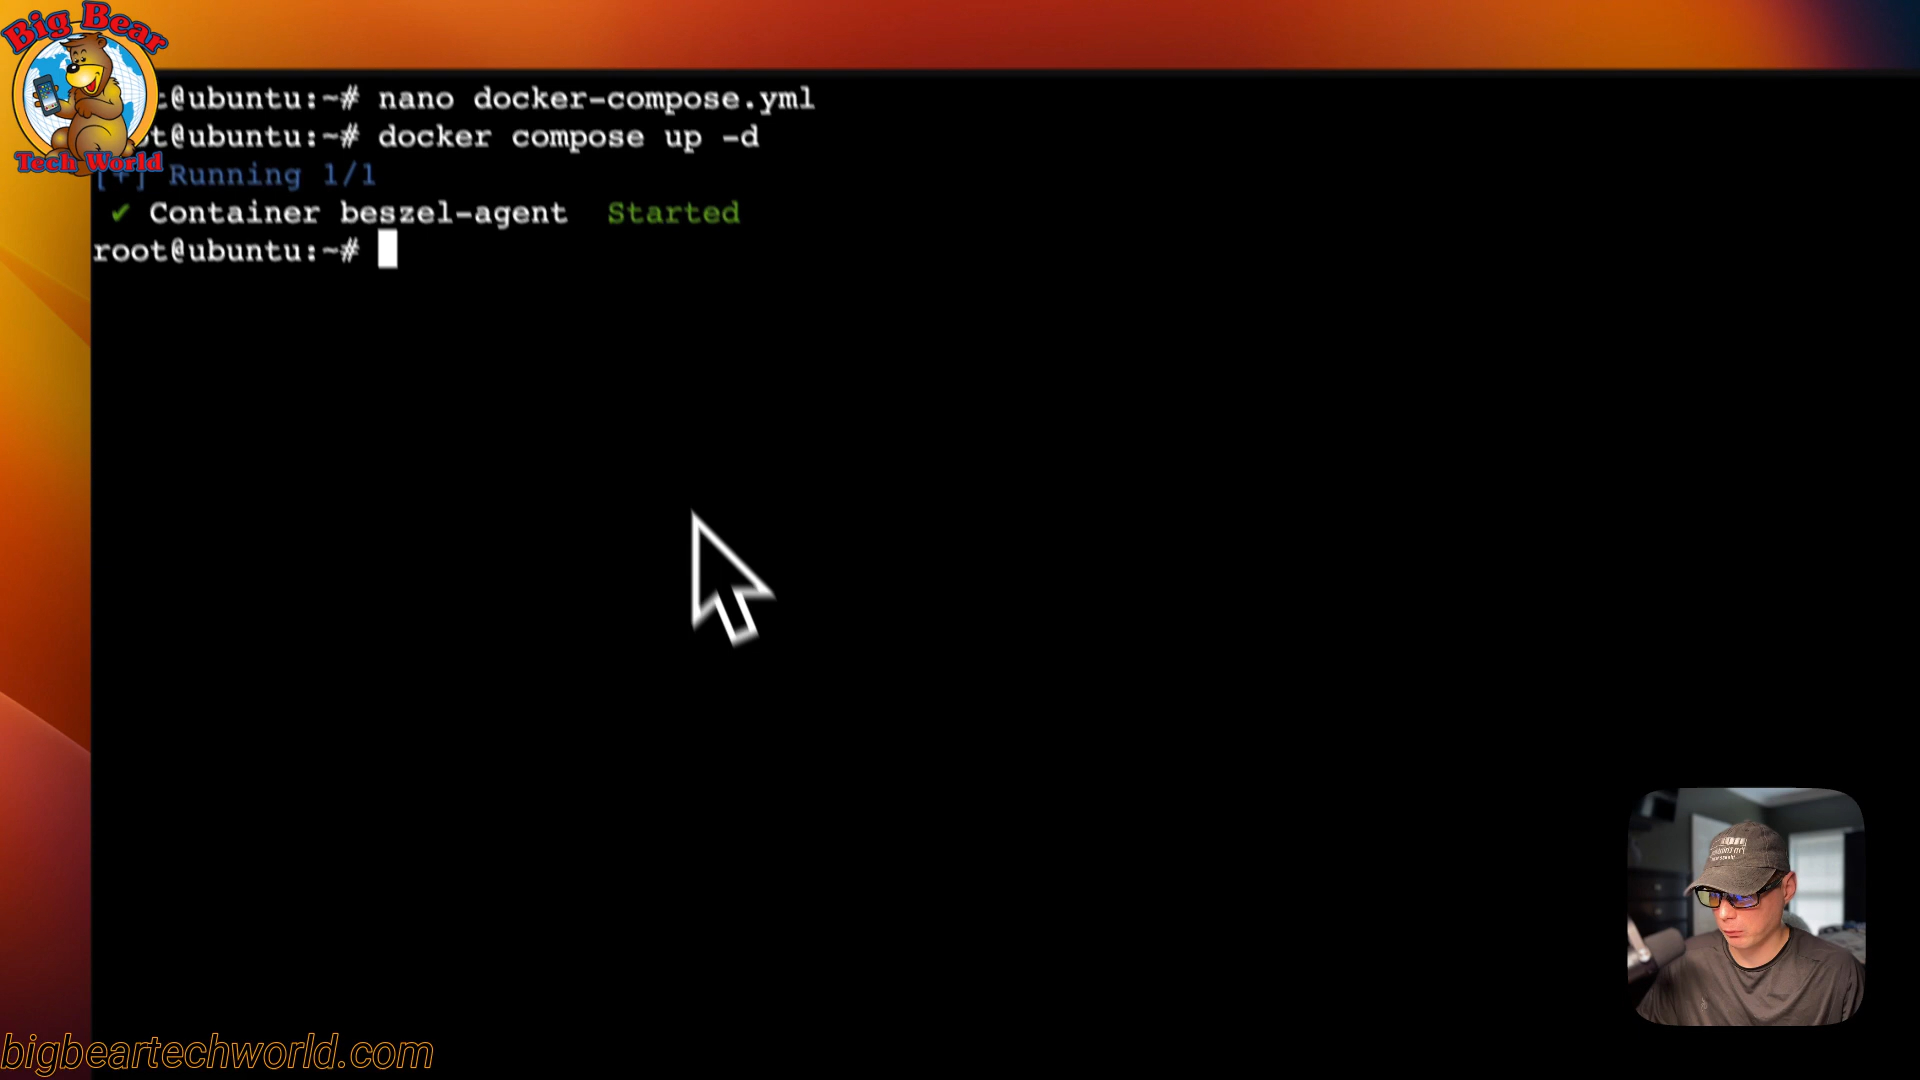 Big Bear
Tech World
t@ubuntu:~# nano docker-compose.yml
t@ubuntu:~# docker compose up -d
[+] Running 1/1
✔ Container beszel-agent Started
root@ubuntu:~#
bigbeartechworld.com